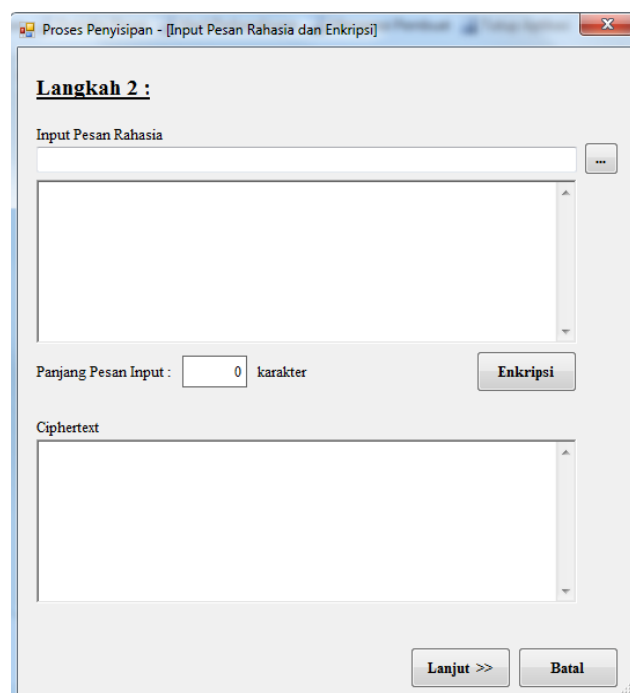 Proses Penyisipan - [Input Pesan Rahasia dan Enkripsi]
Langkah 2 :
Input Pesan Rahasia
...
Panjang Pesan Input : 0 karakter
Enkripsi
Ciphertext
Lanjut >>
Batal